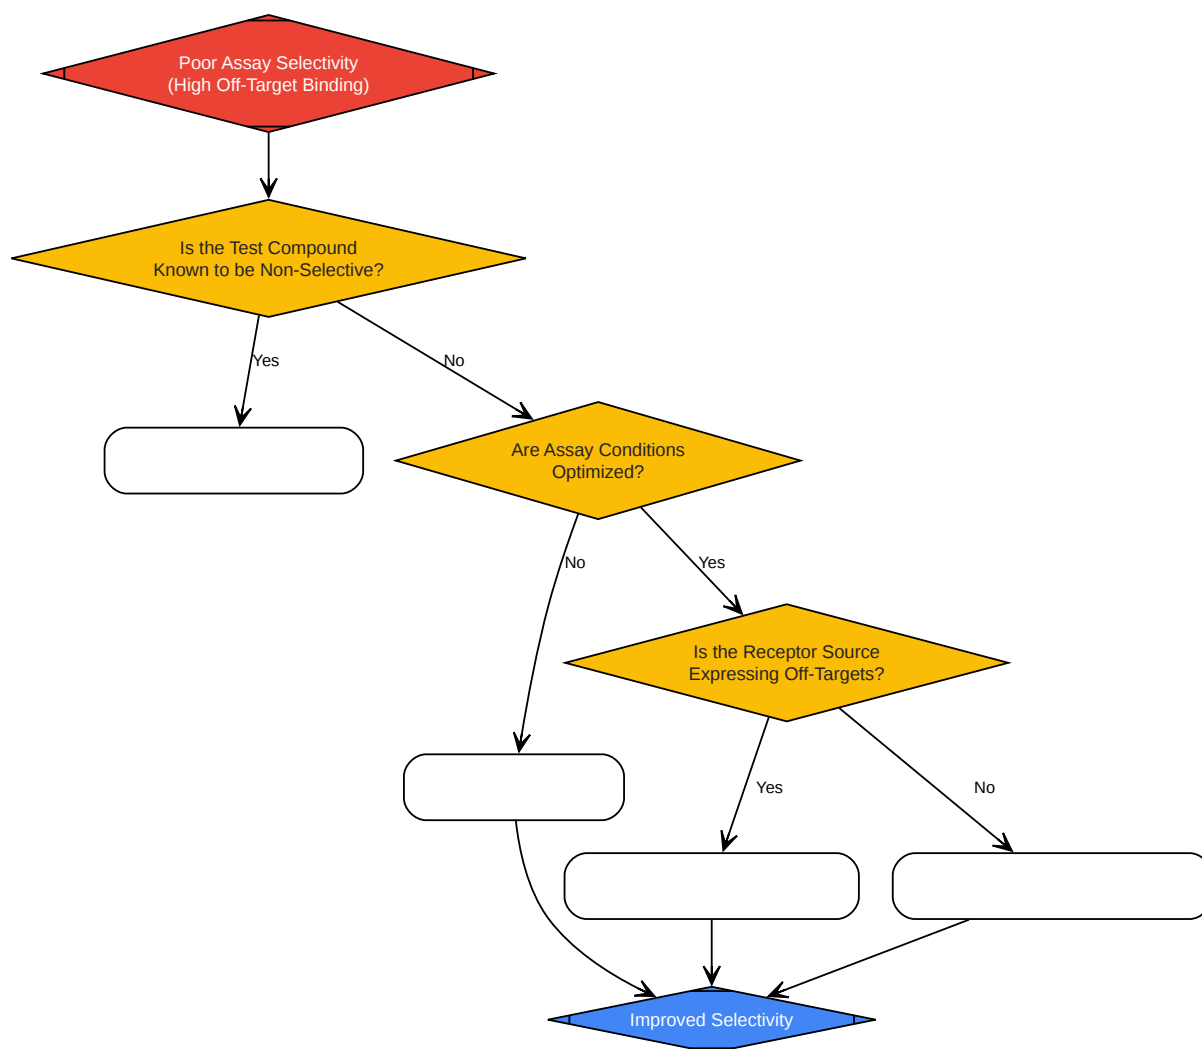 Poor Assay Selectivity
(High Off-Target Binding)
Is the Test Compound
Known to be Non-Selective?
Yes
No
Are Assay Conditions
Optimized?
No
Yes
Is the Receptor Source
Expressing Off-Targets?
Yes
No
Improved Selectivity